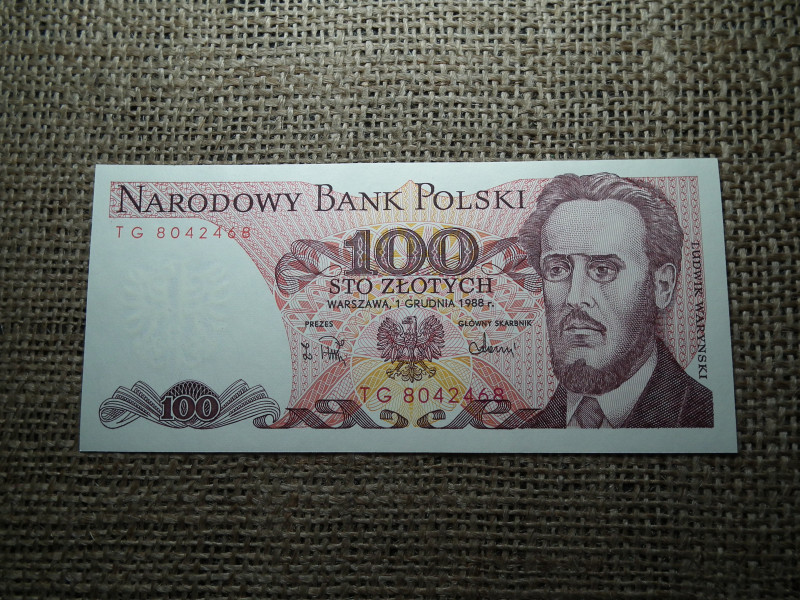 NARODOWY BANK POLSKI
TG 8042468
100
STO ZŁOTYCH
WARSZAWA, 1 GRUDNIA 1988 r.
PREZES
GŁÓWNY SKARBNIK
TG 8042468
100
LUDWIK WARYŃSKI